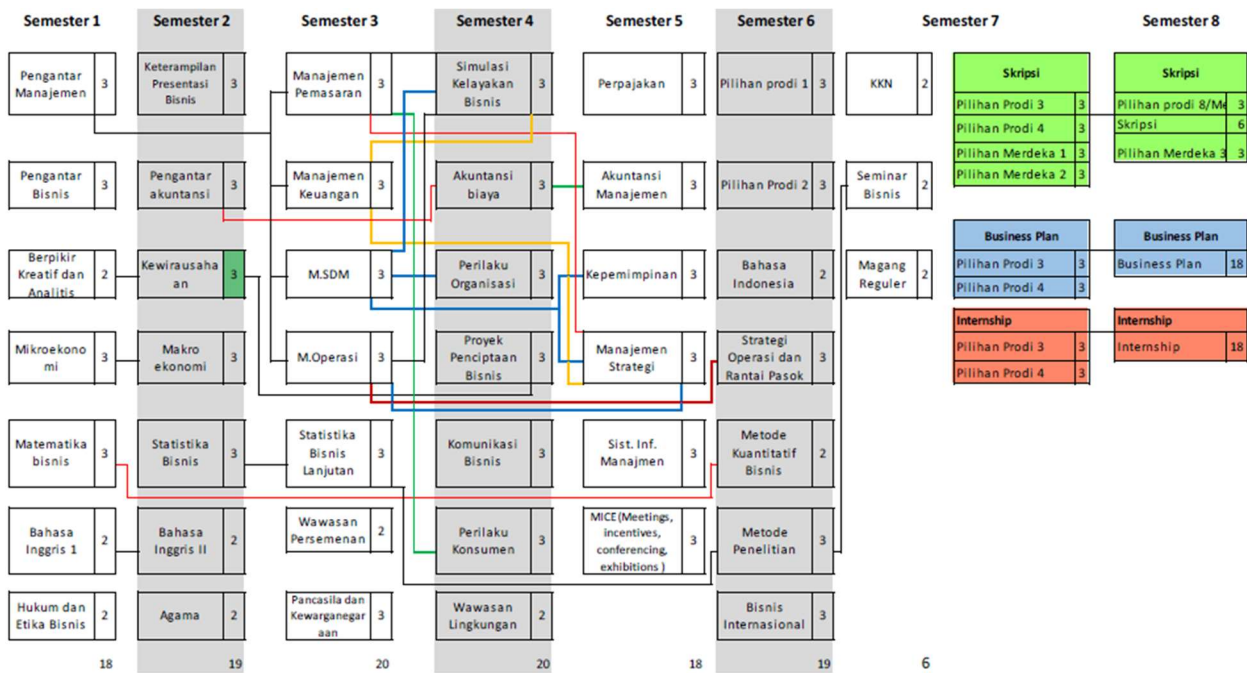 Semester 1
Semester 2
Semester 3
Semester 4
Semester 5
Semester 6
Semester 7
Semester 8
Pengantar
Manajemen
3
Pengantar
Bisnis
3
Berpikir
Kreatif dan
Analitis
2
Mikroekono
mi
3
Matematika
bisnis
3
Bahasa
Inggris 1
2
Hukum dan
Etika Bisnis
2
18
Keterampilan
Presentasi
Bisnis
3
Pengantar
akuntansi
3
Kewirausaha
an
3
Makro
ekonomi
3
Statistika
Bisnis
3
Bahasa
Inggris II
2
Agama
2
19
Manajemen
Pemasaran
3
Manajemen
Keuangan
3
M.SDM
3
M.Operasi
3
Statistika
Bisnis
Lanjutan
3
Wawasan
Persemenan
2
Pancasila dan
Kewarganegar
aan
3
20
Simulasi
Kelayakan
Bisnis
3
Akuntansi
biaya
3
Perilaku
Organisasi
3
Proyek
Penciptaan
Bisnis
3
Komunikasi
Bisnis
3
Perilaku
Konsumen
3
Wawasan
Lingkungan
2
20
Perpajakan
3
Akuntansi
Manajemen
3
Kepemimpinan
3
Manajemen
Strategi
3
Sist. Inf.
Manajmen
3
MICE(Meetings,
incentives,
conferencing,
exhibitions )
3
18
Pilihan prodi 1
3
Pilihan Prodi 2
3
Bahasa
Indonesia
2
Strategi
Operasi dan
Rantai Pasok
3
Metode
Kuantitatif
Bisnis
2
Metode
Penelitian
3
Bisnis
Internasional
3
19
KKN
2
Seminar
Bisnis
2
Magang
Reguler
2
6
Skripsi
Pilihan Prodi 3 3
Pilihan Prodi 4 3
Pilihan Merdeka 1 3
Pilihan Merdeka 2 3
Business Plan
Pilihan Prodi 3 3
Pilihan Prodi 4 3
Internship
Pilihan Prodi 3 3
Pilihan Prodi 4 3
Skripsi
Pilihan prodi 8/Me 3
Skripsi 6
Pilihan Merdeka 3 3
Business Plan
Business Plan 18
Internship
Internship 18